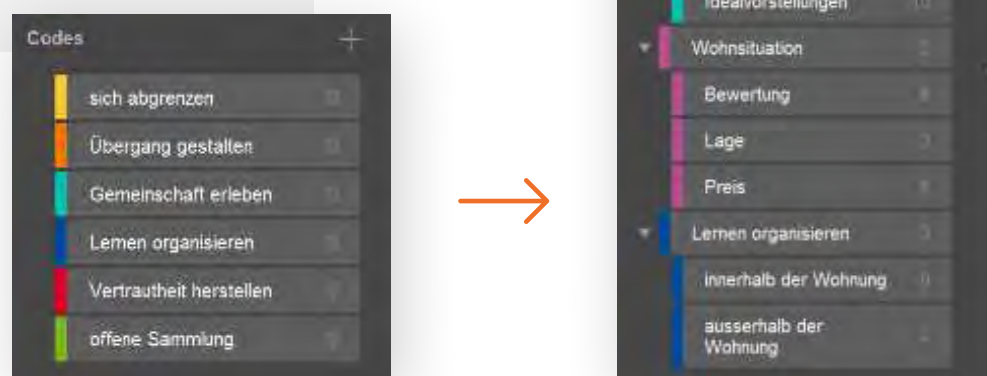 Codes
sich abgrenzen
Übergang gestalten
Gemeinschaft erleben
Lernen organisieren
Vertrautheit herstellen
offene Sammlung
Idealvorstellungen
Wohnsituation
Bewertung
Lage
Preis
Lernen organisieren
innerhalb der Wohnung
ausserhalb der
Wohnung